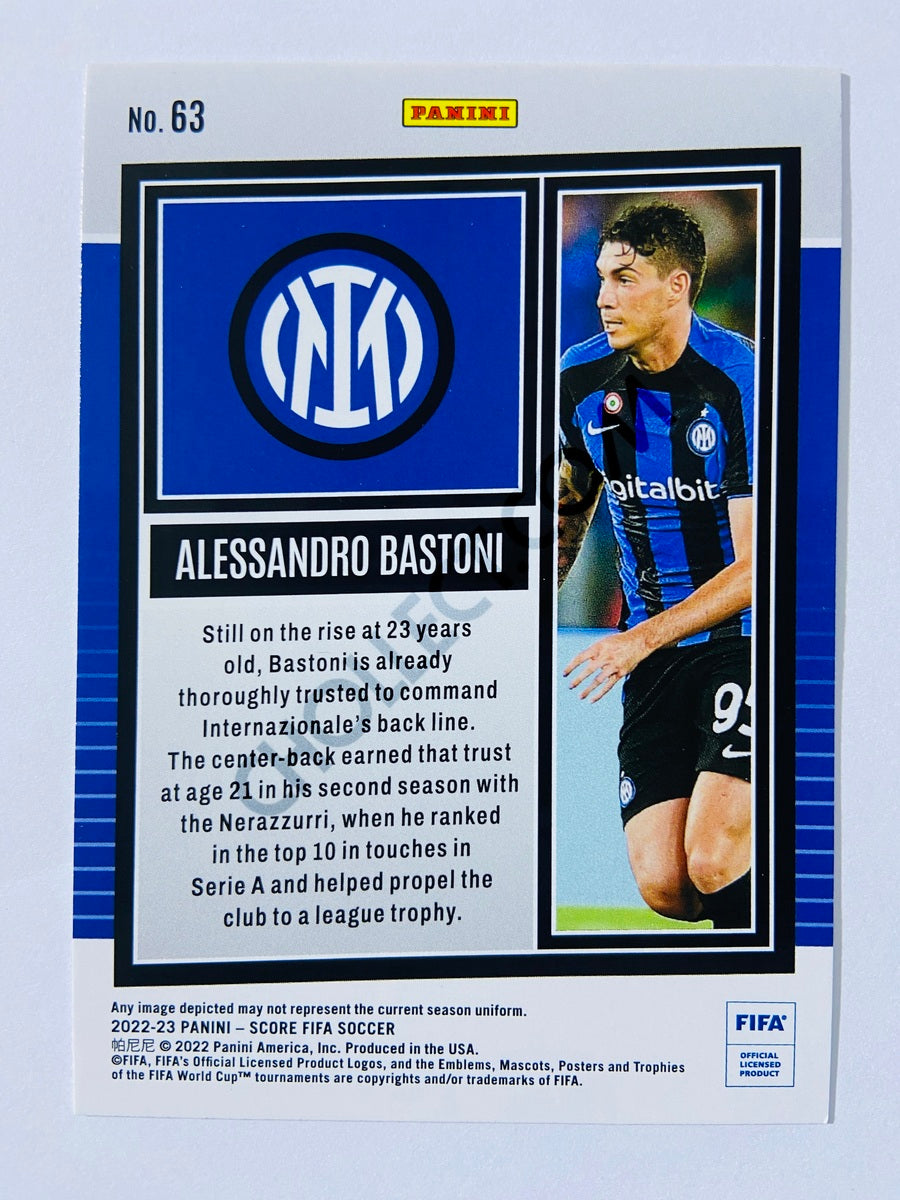 No. 63
PANINI
IM
ALESSANDRO BASTONI
Still on the rise at 23 years
old, Bastoni is already
thoroughly trusted to command
Internazionale's back line.
The center-back earned that trust
at age 21 in his second season with
the Nerazzurri, when he ranked
in the top 10 in touches in
Serie A and helped propel the
club to a league trophy.
igitalbit
95
CHOLLECT.COM
Any image depicted may not represent the current season uniform.
2022-23 PANINI – SCORE FIFA SOCCER
帕尼尼 © 2022 Panini America, Inc. Produced in the USA.
©FIFA, FIFA's Official Licensed Product Logos, and the Emblems, Mascots, Posters and Trophies
of the FIFA World Cup™ tournaments are copyrights and/or trademarks of FIFA.
FIFA®
OFFICIAL
LICENSED
PRODUCT